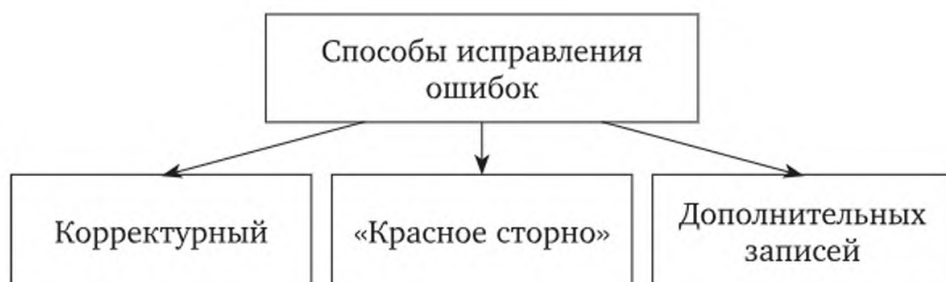 Способы исправления
ошибок
Корректурный
«Красное сторно»
Дополнительных
записей